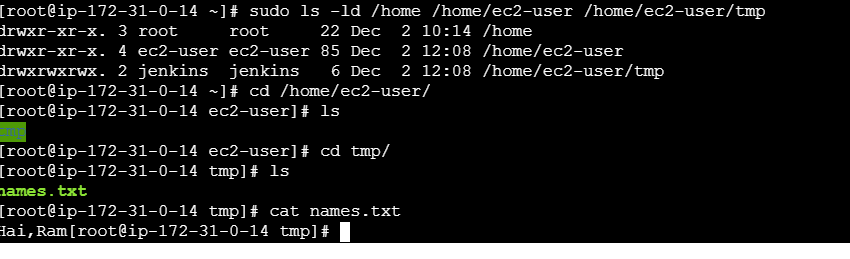 [root@ip-172-31-0-14 ~]# sudo ls -ld /home /home/ec2-user /home/ec2-user/tmp
drwxr-xr-x. 3 root     root     22 Dec  2 10:14 /home
drwxr-xr-x. 4 ec2-user ec2-user 85 Dec  2 12:08 /home/ec2-user
drwxrwxrwx. 2 jenkins  jenkins   6 Dec  2 12:08 /home/ec2-user/tmp
[root@ip-172-31-0-14 ~]# cd /home/ec2-user/
[root@ip-172-31-0-14 ec2-user]# ls
tmp
[root@ip-172-31-0-14 ec2-user]# cd tmp/
[root@ip-172-31-0-14 tmp]# ls
names.txt
[root@ip-172-31-0-14 tmp]# cat names.txt
Hai,Ram[root@ip-172-31-0-14 tmp]#